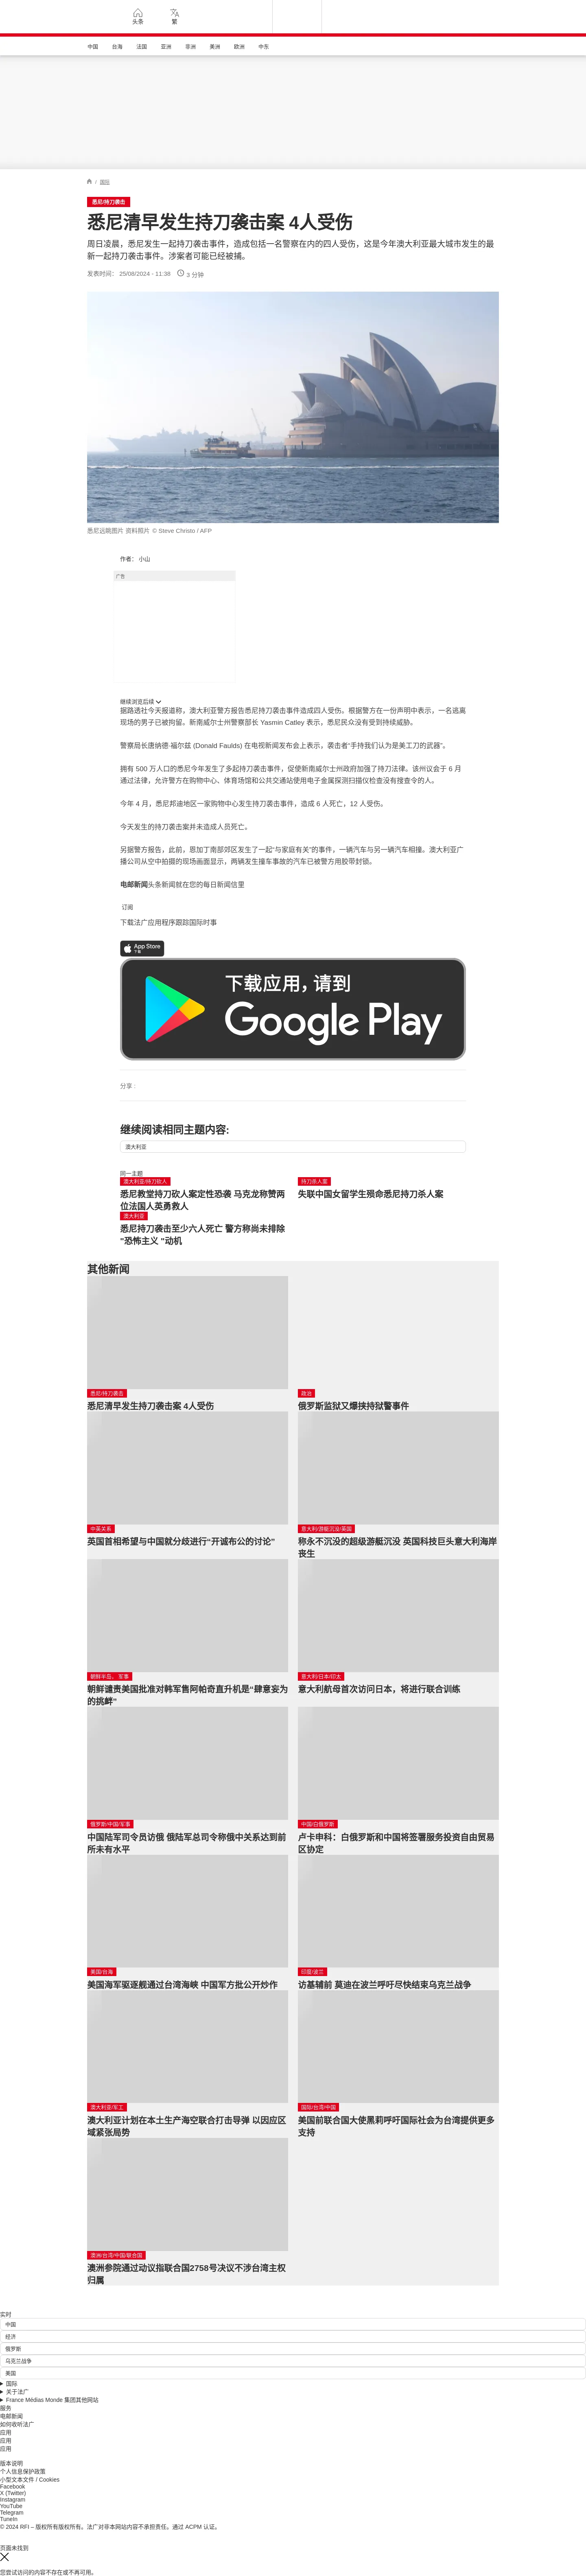 头条
繁
中国
台海
法国
亚洲
非洲
美洲
欧洲
中东
/ 国际
悉尼/持刀袭击
悉尼清早发生持刀袭击案 4人受伤
周日凌晨，悉尼发生一起持刀袭击事件，造成包括一名警察在内的四人受伤，这是今年澳大利亚最大城市发生的最
新一起持刀袭击事件。涉案者可能已经被捕。
发表时间： 25/08/2024 - 11:38
3 分钟
悉尼远眺图片 资料照片 © Steve Christo / AFP
作者： 小山
广告
继续浏览后续
据路透社今天报道称，澳大利亚警方报告悉尼持刀袭击事件造成四人受伤。根据警方在一份声明中表示，一名逃离
现场的男子已被拘留。新南威尔士州警察部长 Yasmin Catley 表示，悉尼民众没有受到持续威胁。
警察局长唐纳德·福尔兹 (Donald Faulds) 在电视新闻发布会上表示，袭击者“手持我们认为是美工刀的武器”。
拥有 500 万人口的悉尼今年发生了多起持刀袭击事件，促使新南威尔士州政府加强了持刀法律。该州议会于 6 月
通过法律，允许警方在购物中心、体育场馆和公共交通站使用电子金属探测扫描仪检查没有搜查令的人。
今年 4 月，悉尼邦迪地区一家购物中心发生持刀袭击事件，造成 6 人死亡，12 人受伤。
今天发生的持刀袭击案并未造成人员死亡。
另据警方报告，此前，恩加丁南部郊区发生了一起“与家庭有关”的事件，一辆汽车与另一辆汽车相撞。澳大利亚广
播公司从空中拍摄的现场画面显示，两辆发生撞车事故的汽车已被警方用胶带封锁。
电邮新闻头条新闻就在您的每日新闻信里
订阅
下载法广应用程序跟踪国际时事
App Store
下载
下载应用，请到
Google Play
分享 :
继续阅读相同主题内容:
澳大利亚
同一主题
澳大利亚/持刀砍人
悉尼教堂持刀砍人案定性恐袭 马克龙称赞两
位法国人英勇救人
持刀杀人案
失联中国女留学生殒命悉尼持刀杀人案
澳大利亚
悉尼持刀袭击至少六人死亡 警方称尚未排除
"恐怖主义 "动机
其他新闻
悉尼/持刀袭击
悉尼清早发生持刀袭击案 4人受伤
政治
俄罗斯监狱又爆挟持狱警事件
中英关系
英国首相希望与中国就分歧进行“开诚布公的讨论”
意大利/游艇沉没/英国
称永不沉没的超级游艇沉没 英国科技巨头意大利海岸
丧生
朝鲜半岛、 军事
朝鲜谴责美国批准对韩军售阿帕奇直升机是“肆意妄为
的挑衅”
意大利/日本/印太
意大利航母首次访问日本，将进行联合训练
俄罗斯/中国/军事
中国陆军司令员访俄 俄陆军总司令称俄中关系达到前
所未有水平
中国/白俄罗斯
卢卡申科：白俄罗斯和中国将签署服务投资自由贸易
区协定
美国/台海
美国海军驱逐舰通过台湾海峡 中国军方批公开炒作
印度/波兰
访基辅前 莫迪在波兰呼吁尽快结束乌克兰战争
澳大利亚/军工
澳大利亚计划在本土生产海空联合打击导弹 以因应区
域紧张局势
国际/台湾/中国
美国前联合国大使黑莉呼吁国际社会为台湾提供更多
支持
澳洲/台湾/中国/联合国
澳洲参院通过动议指联合国2758号决议不涉台湾主权
归属
实时
中国
经济
俄罗斯
马克兰战争
美国
国际
关于法广
France Médias Monde 集团其他网站
服务
电邮新闻
如何收听法广
应用
应用
应用
版本说明
个人信息保护政策
小型文本文件 / Cookies
Facebook
X (Twitter)
Instagram
YouTube
Telegram
TuneIn
© 2024 RFI – 版权所有版权所有。法广对非本网站内容不承担责任。通过 ACPM 认证。
页面未找到
您尝试访问的内容不存在或不再可用。